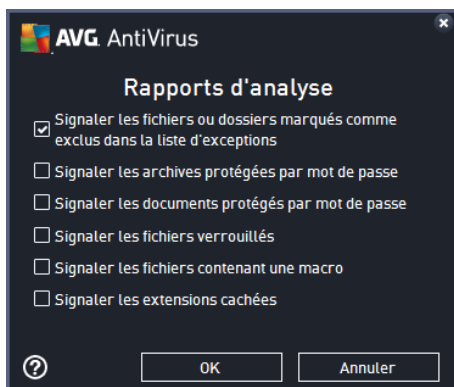 AVG AntiVirus
Rapports d'analyse
Signaler les fichiers ou dossiers marqués comme
exclus dans la liste d'exceptions
Signaler les archives protégées par mot de passe
Signaler les documents protégés par mot de passe
Signaler les fichiers verrouillés
Signaler les fichiers contenant une macro
Signaler les extensions cachées
?
OK
Annuler